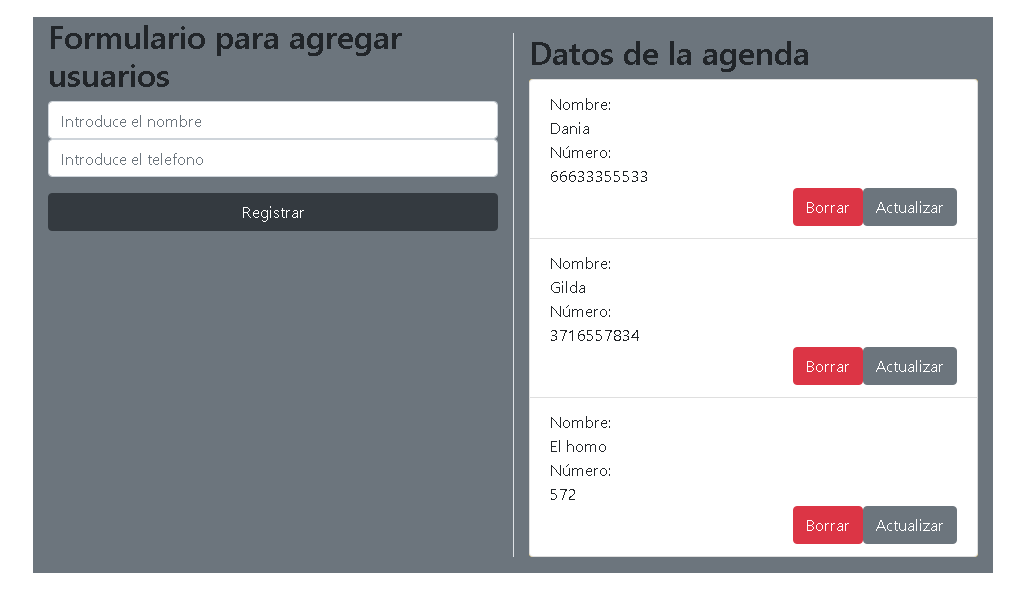 Formulario para agregar
usuarios
Introduce el nombre
Introduce el telefono
Registrar
Datos de la agenda
Nombre:
Dania
Número:
66633355533
Borrar
Actualizar
Nombre:
Gilda
Número:
3716557834
Borrar
Actualizar
Nombre:
El homo
Número:
572
Borrar
Actualizar